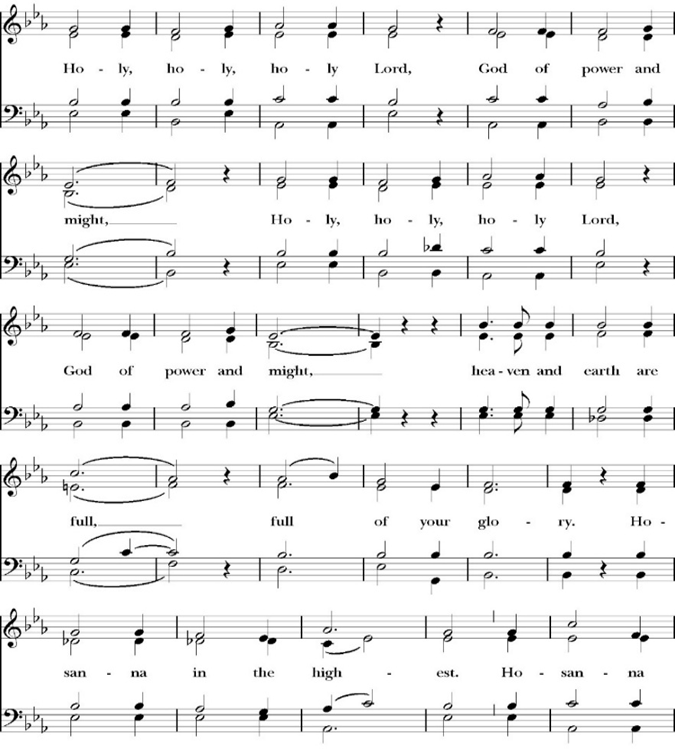 Ho - ly, ho - ly, ho - ly Lord, God of power and
might, Ho - ly, ho - ly, ho - ly Lord,
God of power and might, hea - ven and earth are
full, full of your glo - ry. Ho -
san - na in the high - est. Ho - san - na